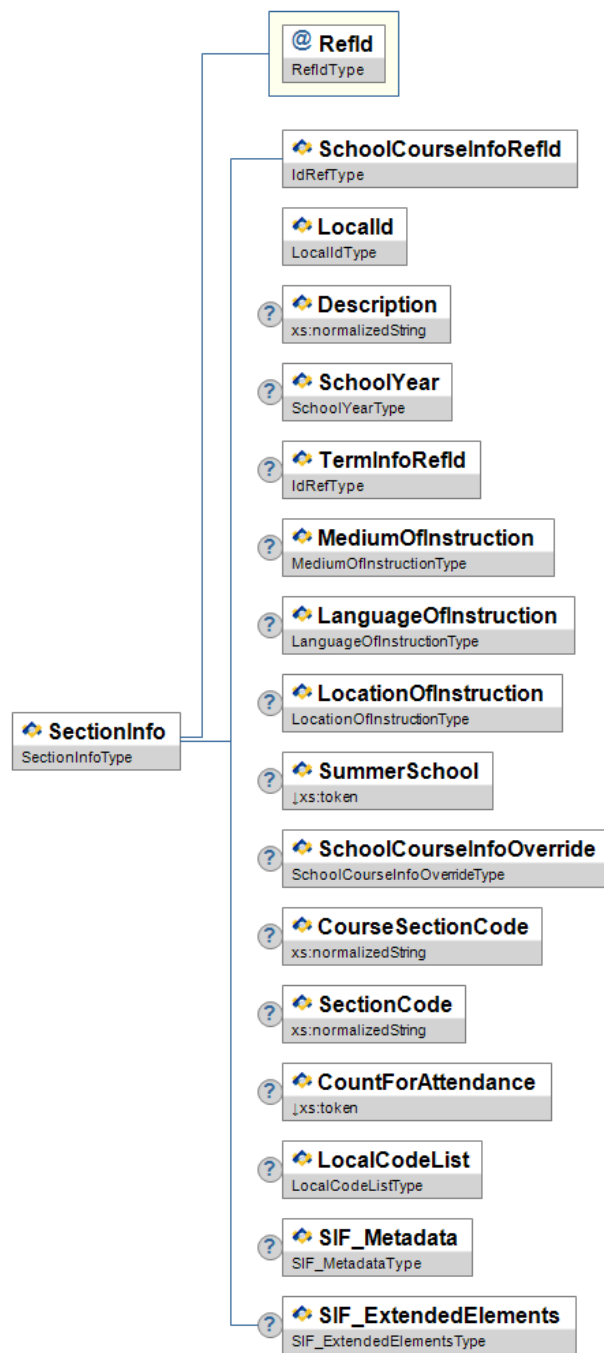 @ RefId
RefIdType
SchoolCourseInfoRefId
IdRefType
LocalId
LocalIdType
? Description
xs:normalizedString
? SchoolYear
SchoolYearType
? TermInfoRefId
IdRefType
? MediumOfInstruction
MediumOfInstructionType
? LanguageOfInstruction
LanguageOfInstructionType
? LocationOfInstruction
LocationOfInstructionType
SectionInfo
SectionInfoType
? SummerSchool
↓xs:token
? SchoolCourseInfoOverride
SchoolCourseInfoOverrideType
? CourseSectionCode
xs:normalizedString
? SectionCode
xs:normalizedString
? CountForAttendance
↓xs:token
? LocalCodeList
LocalCodeListType
? SIF_Metadata
SIF_MetadataType
? SIF_ExtendedElements
SIF_ExtendedElementsType